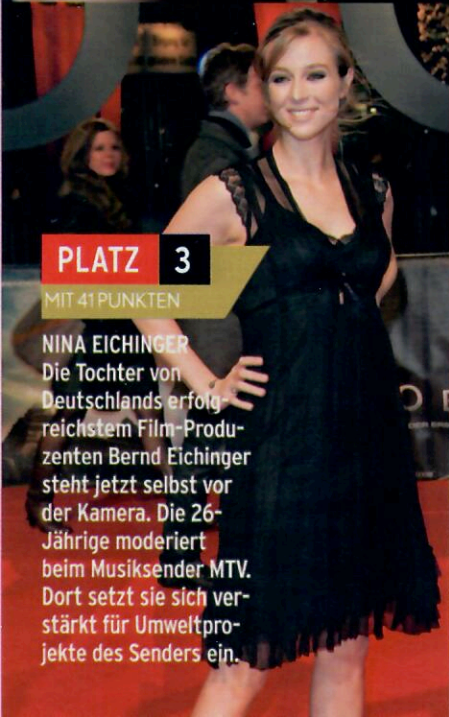 PLATZ 3
MIT 41 PUNKTEN
NINA EICHINGER
Die Tochter von
Deutschlands erfolg-
reichstem Film-Produ-
zenten Bernd Eichinger
steht jetzt selbst vor
der Kamera. Die 26-
Jährige moderiert
beim Musiksender MTV.
Dort setzt sie sich ver-
stärkt für Umweltpro-
jekte des Senders ein.